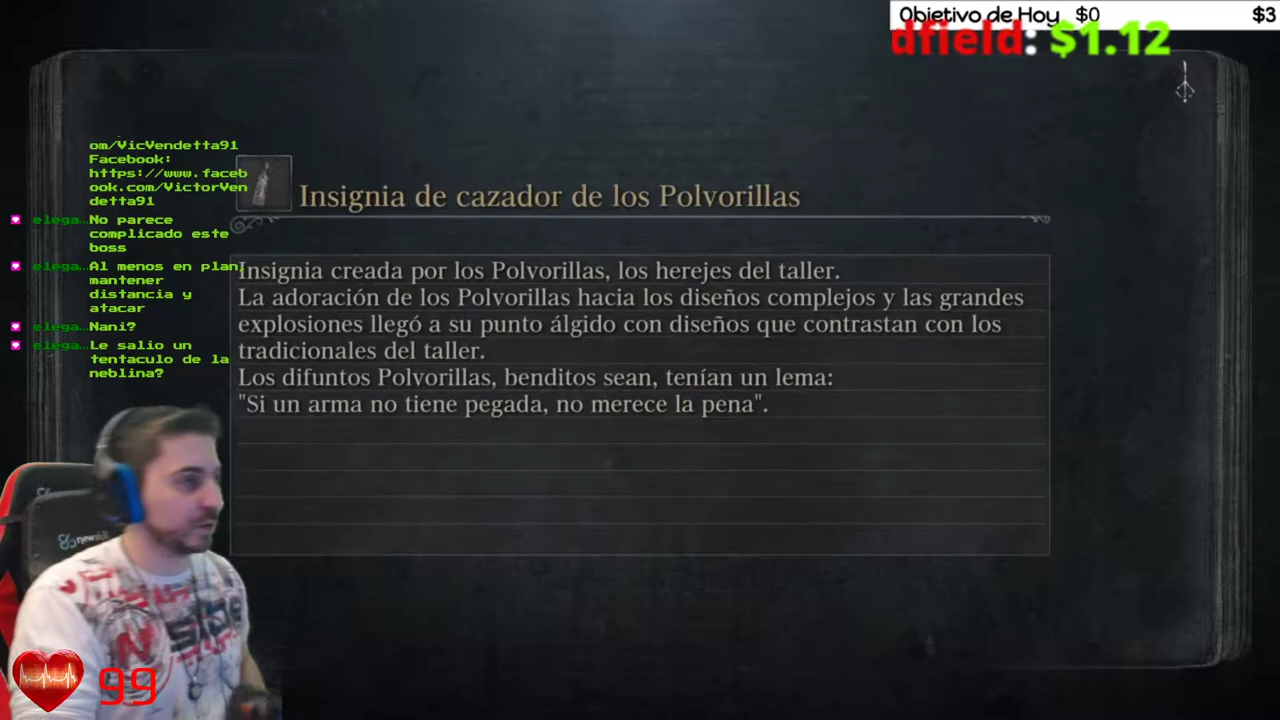 Objetivo de Hoy $0 $3
dfield: $1.12
om/VicVendetta91
Facebook:
https://www.faceb
ook.com/VictorVen
detta91
elega… No parece
complicado este
boss
elega… Al menos en plan,
mantener
distancia y
atacar
elega… Nani?
elega… Le salio un
tentaculo de la
neblina?
Insignia de cazador de los Polvorillas
Insignia creada por los Polvorillas, los herejes del taller.
La adoración de los Polvorillas hacia los diseños complejos y las grandes
explosiones llegó a su punto álgido con diseños que contrastan con los
tradicionales del taller.
Los difuntos Polvorillas, benditos sean, tenían un lema:
"Si un arma no tiene pegada, no merece la pena".
newskill
99